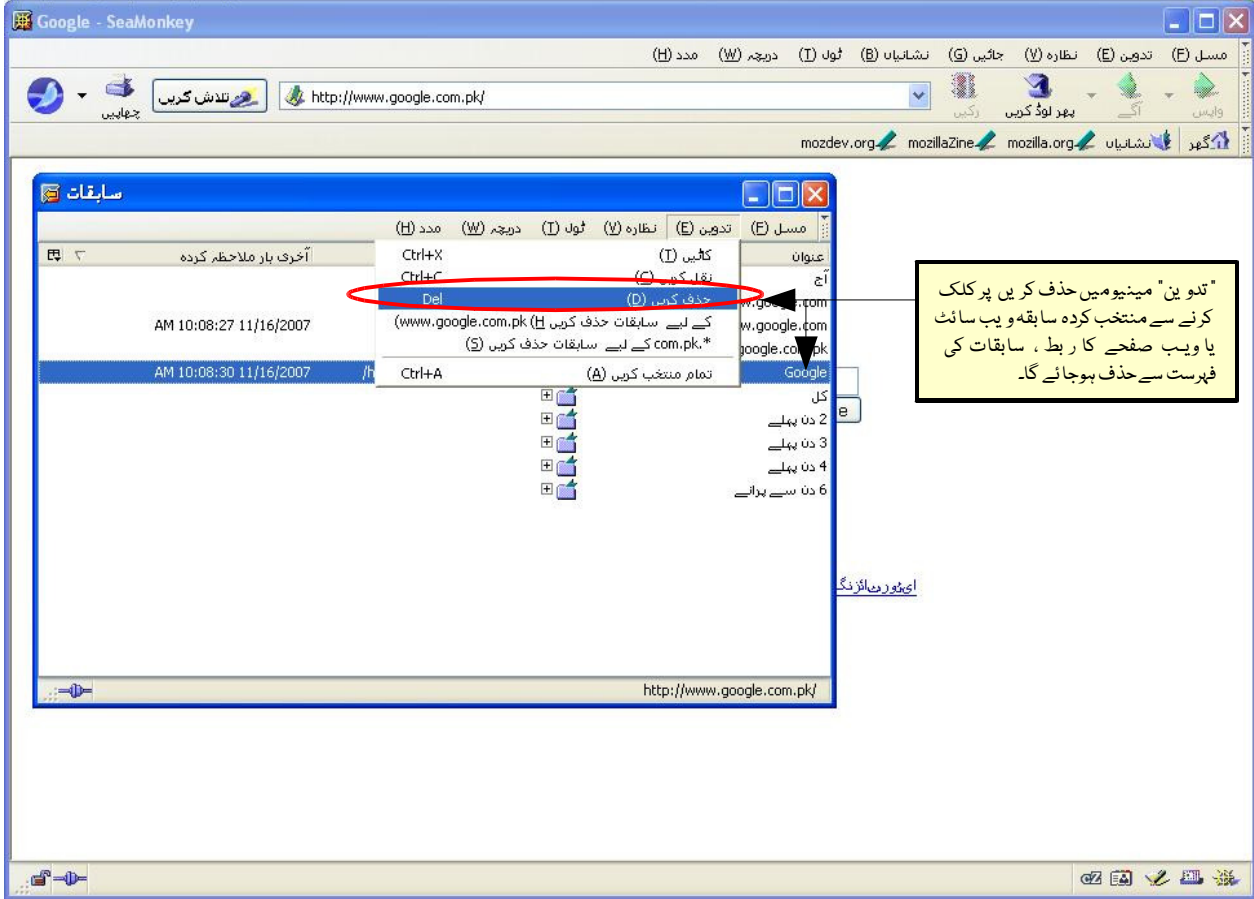 Google - SeaMonkey
مسل (F) تدوین (E) نظارہ (V) جائیں (G) نشانیاں (B) ٹول (T) دریچہ (W) مدد (H)
واپس آگے پھر لوڈ کریں رکیں http://www.google.com.pk/ تلاش کریں چھاپیں
گھر نشانیاں mozilla.org mozillaZine mozdev.org
سابقات
مسل (F) تدوین (E) نظارہ (V) ٹول (T) دریچہ (W) مدد (H)
عنوان
آخری بار ملاحظہ کردہ
کاٹیں (T) Ctrl+X
آج
نقل کریں (C) Ctrl+C
حذف کریں (D) Del
w.google.com
کے لیے سابقات حذف کریں (H www.google.com.pk)
AM 10:08:27 11/16/2007
*.com.pk کے لیے سابقات حذف کریں (S)
google.com.pk
تمام منتخب کریں (A) Ctrl+A
Google
AM 10:08:30 11/16/2007
کل
2 دن پہلے
3 دن پہلے
4 دن پہلے
6 دن سے پرانے
http://www.google.com.pk/
"تدوین" مینیو میں حذف کریں پر کلک
کرنے سے منتخب کردہ سابقہ ویب سائٹ
یا ویب صفحے کا ربط ، سابقات کی
فہرست سے حذف ہوجائے گا۔
e